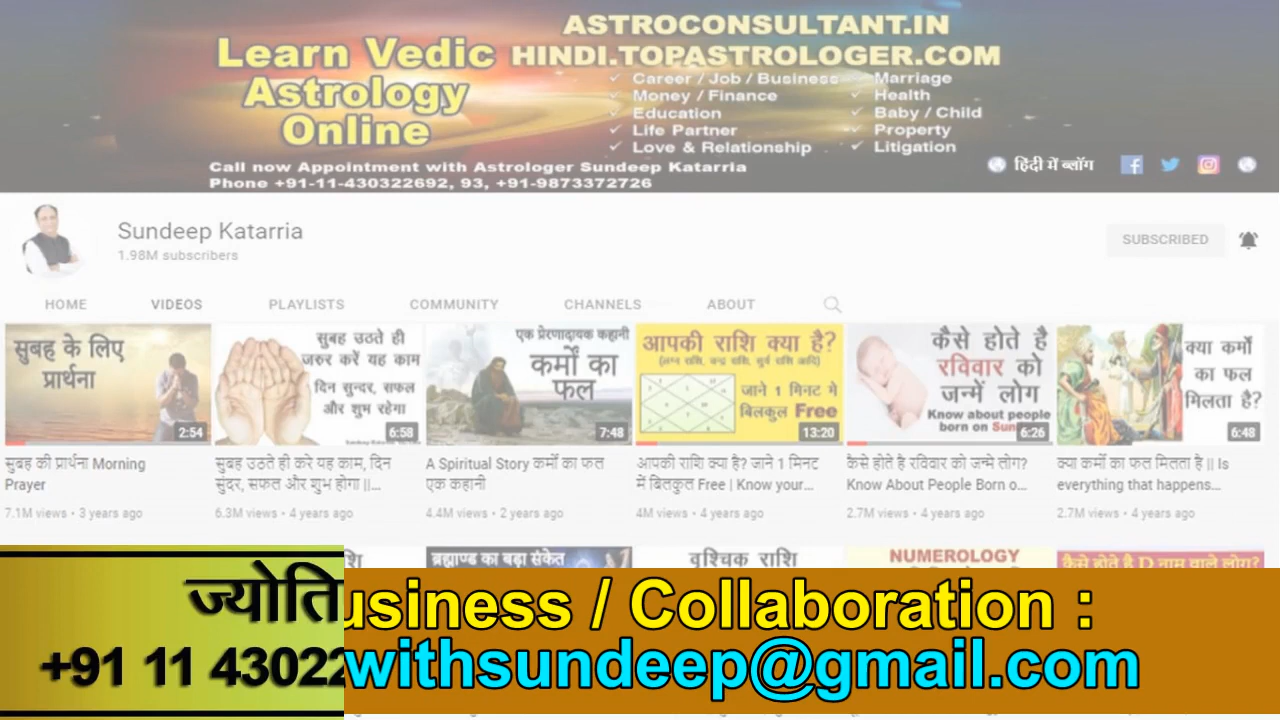 ASTROCONSULTANT.IN
HINDI.TOPASTROLOGER.COM
Learn Vedic
Astrology
Online
✓ Career / Job / Business ✓ Marriage
✓ Money / Finance ✓ Health
✓ Education ✓ Baby / Child
✓ Life Partner ✓ Property
✓ Love & Relationship ✓ Litigation
Call now Appointment with Astrologer Sundeep Katarria
Phone +91-11-430322692, 93, +91-9873372726
हिंदी में ब्लॉग
Sundeep Katarria
1.98M subscribers
SUBSCRIBED
HOME VIDEOS PLAYLISTS COMMUNITY CHANNELS ABOUT
सुबह के लिए
प्रार्थना
2:54
सुबह उठते ही
जरुर करें यह काम
दिन सुन्दर, सफल
और शुभ रहेगा
6:58
एक प्रेरणादायक कहानी
कर्मों का
फल
7:48
आपकी राशि क्या है?
(लग्न राशि, चन्द्र राशि, सुर्य राशि आदि)
जाने 1 मिनट मे
बिलकुल Free
13:20
कैसे होते है
रविवार को
जन्में लोग
Know about people
born on Sun
6:26
क्या कर्मो
का फल
मिलता है?
6:48
सुबह की प्रार्थना Morning
Prayer
7.1M views • 3 years ago
सुबह उठते ही करे यह काम, दिन
सुंदर, सफल और शुभ होगा ||...
6.3M views • 4 years ago
A Spiritual Story कर्मों का फल
एक कहानी
4.4M views • 2 years ago
आपकी राशि क्या है? जाने 1 मिनट
में बिलकुल Free | Know your...
4M views • 4 years ago
कैसे होते है रविवार को जन्मे लोग?
Know About People Born o...
2.7M views • 4 years ago
क्या कर्मो का फल मिलता है || Is
everything that happens...
2.7M views • 4 years ago
ब्रह्माण्ड का बड़ा संकेत
वृश्चिक राशि
NUMEROLOGY
कैसे होते है D नाम वाले लोग?
ज्योति
+91 11 43022
usiness / Collaboration :
withsundeep@gmail.com